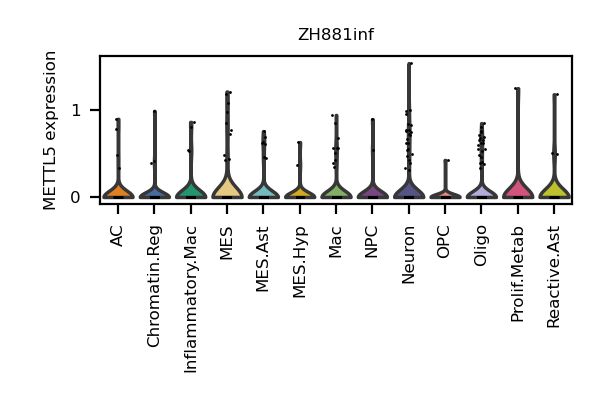 ZH881inf
METTL5 expression
1
0
AC
Chromatin.Reg
Inflammatory.Mac
MES
MES.Ast
MES.Hyp
Mac
NPC
Neuron
OPC
Oligo
Prolif.Metab
Reactive.Ast